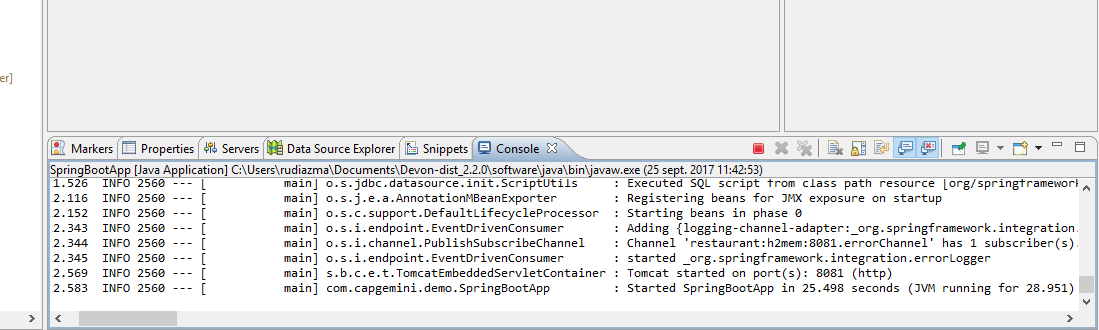 er]
Markers Properties Servers Data Source Explorer Snippets Console
SpringBootApp [Java Application] C:\Users\rudiazma\Documents\Devon-dist_2.2.0\software\java\bin\javaw.exe (25 sept. 2017 11:42:53)
1.526 INFO 2560 --- [ main] o.s.jdbc.datasource.init.ScriptUtils : Executed SQL script from class path resource [org/springframework
2.116 INFO 2560 --- [ main] o.s.j.e.a.AnnotationMBeanExporter : Registering beans for JMX exposure on startup
2.152 INFO 2560 --- [ main] o.s.c.support.DefaultLifecycleProcessor : Starting beans in phase 0
2.343 INFO 2560 --- [ main] o.s.i.endpoint.EventDrivenConsumer : Adding {logging-channel-adapter:_org.springframework.integration.
2.344 INFO 2560 --- [ main] o.s.i.channel.PublishSubscribeChannel : Channel 'restaurant:h2mem:8081.errorChannel' has 1 subscriber(s).
2.345 INFO 2560 --- [ main] o.s.i.endpoint.EventDrivenConsumer : started _org.springframework.integration.errorLogger
2.569 INFO 2560 --- [ main] s.b.c.e.t.TomcatEmbeddedServletContainer : Tomcat started on port(s): 8081 (http)
2.583 INFO 2560 --- [ main] com.capgemini.demo.SpringBootApp : Started SpringBootApp in 25.498 seconds (JVM running for 28.951)